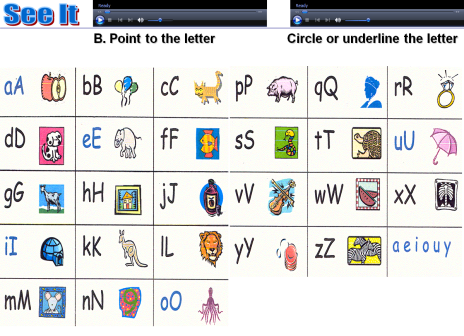 See It
Ready
Ready
B. Point to the letter
Circle or underline the letter
aA bB cC pP qQ rR
dD eE fF sS tT uU
gG hH jJ vV wW xX
iI kK lL yY zZ aeiouy
mM nN oO